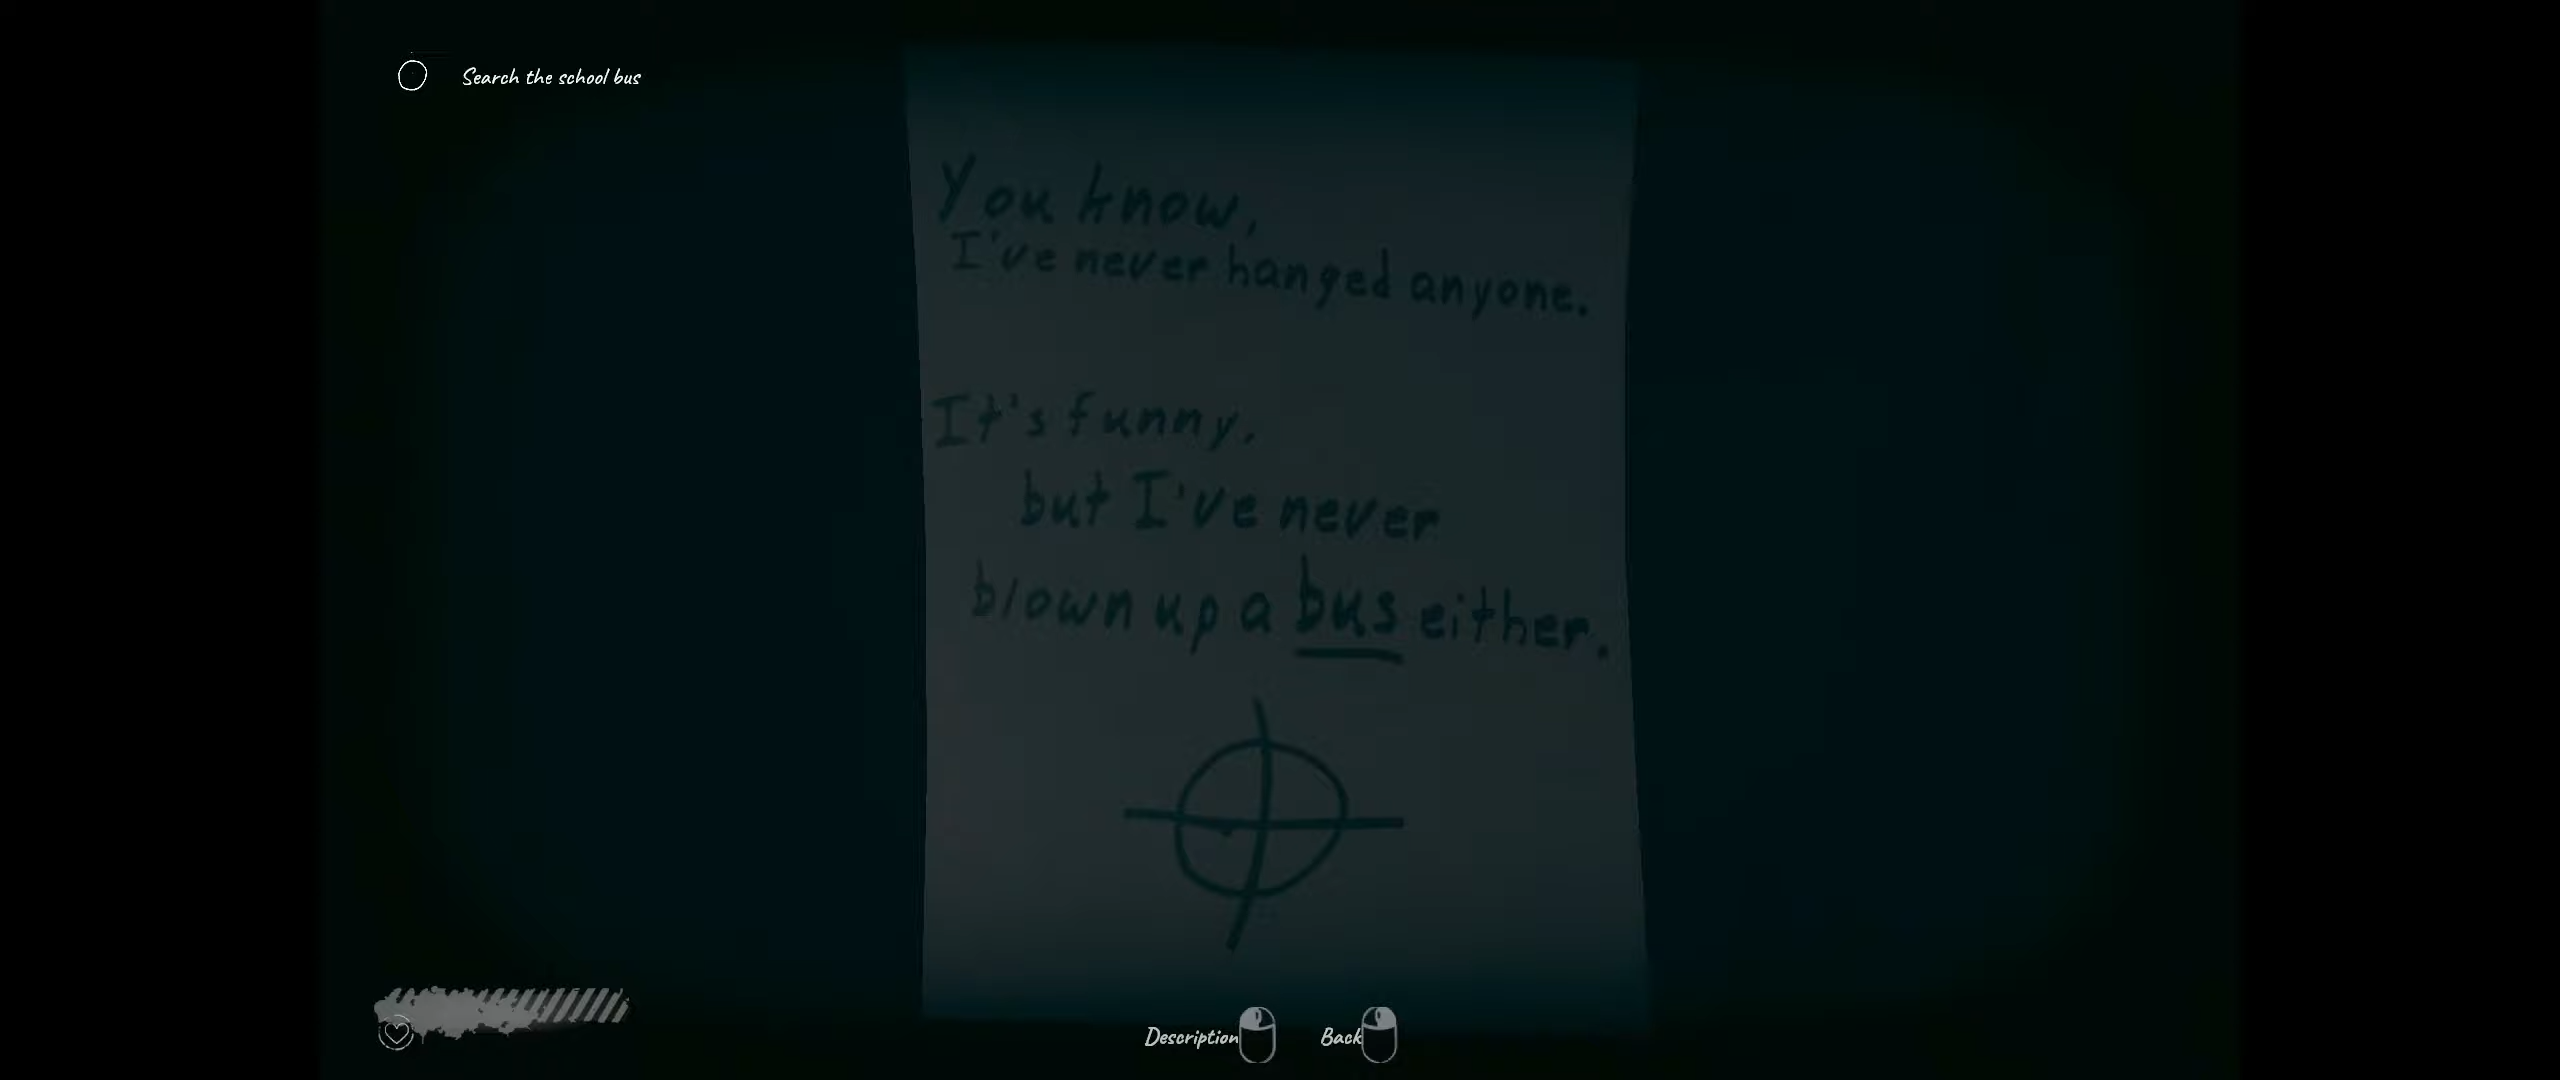 Search the school bus
You know,
I've never hanged anyone.
It's funny,
but I've never
blown up a bus either.
Description
Back